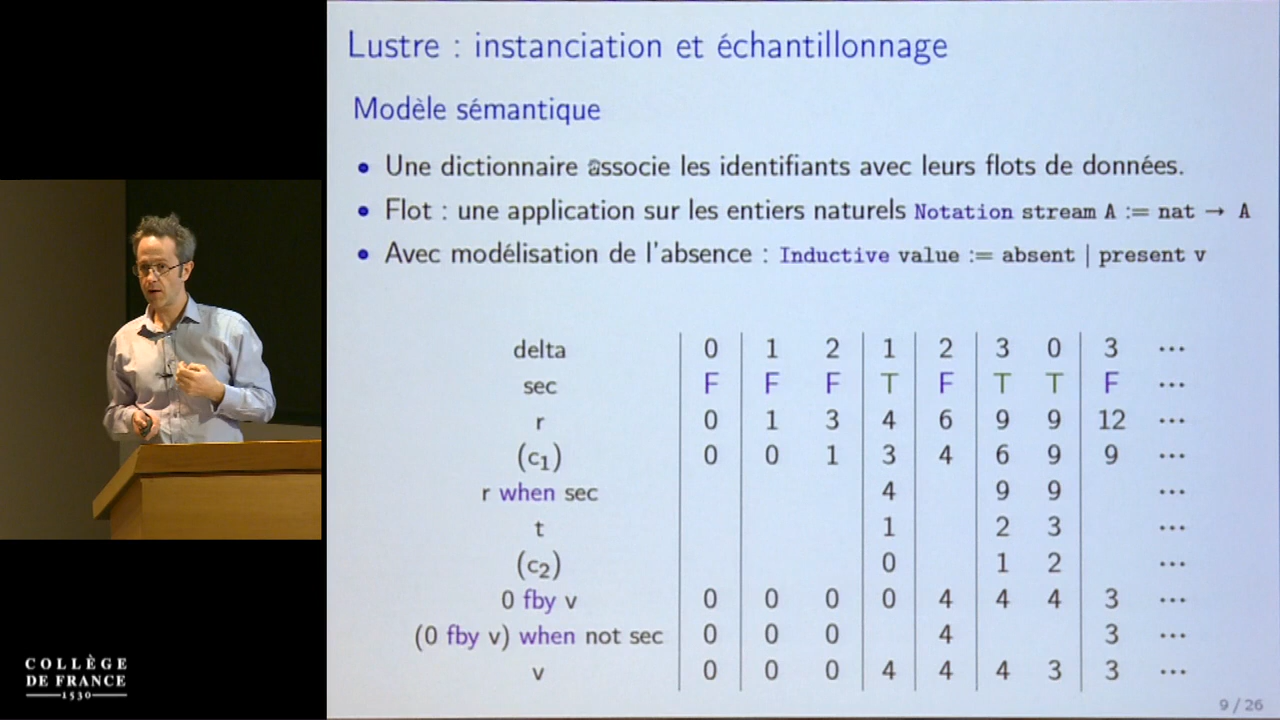 Lustre : instanciation et échantillonnage
Modèle sémantique
• Une dictionnaire associe les identifiants avec leurs flots de données.
• Flot : une application sur les entiers naturels Notation stream A := nat → A
• Avec modélisation de l'absence : Inductive value := absent | present v
delta 0 1 2 1 2 3 0 3 ···
sec F F F T F T T F ···
r 0 1 3 4 6 9 9 12 ···
(c₁) 0 0 1 3 4 6 9 9 ···
r when sec 4 9 9 ···
t 1 2 3 ···
(c₂) 0 1 2 ···
0 fby v 0 0 0 0 4 4 4 3 ···
(0 fby v) when not sec 0 0 0 4 3 ···
v 0 0 0 4 4 4 3 3 ···
9 / 26
COLLÈGE
DE FRANCE
1530